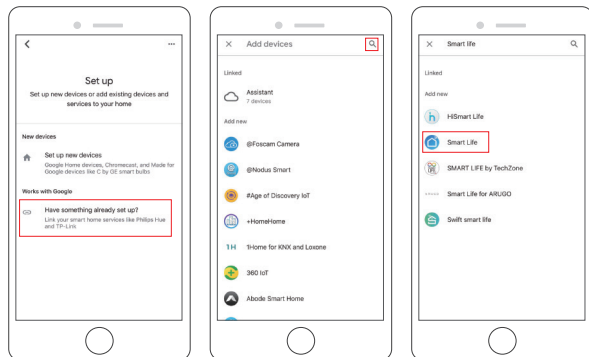 Set up
Set up new devices or add existing devices and
services to your home
New devices
Set up new devices
Google Home devices, Chromecast, and Made for
Google devices like C by GE smart bulbs
Works with Google
Have something already set up?
Link your smart home services like Philips Hue
and TP-Link
Add devices
Linked
Assistant
7 devices
Add new
@Foscam Camera
@Nodus Smart
#Age of Discovery IoT
+HomeHome
1H 1Home for KNX and Loxone
360 IoT
Abode Smart Home
Smart life
Linked
Add new
h HiSmart Life
Smart Life
SMART LIFE by TechZone
Smart Life for ARUGO
Swift smart life